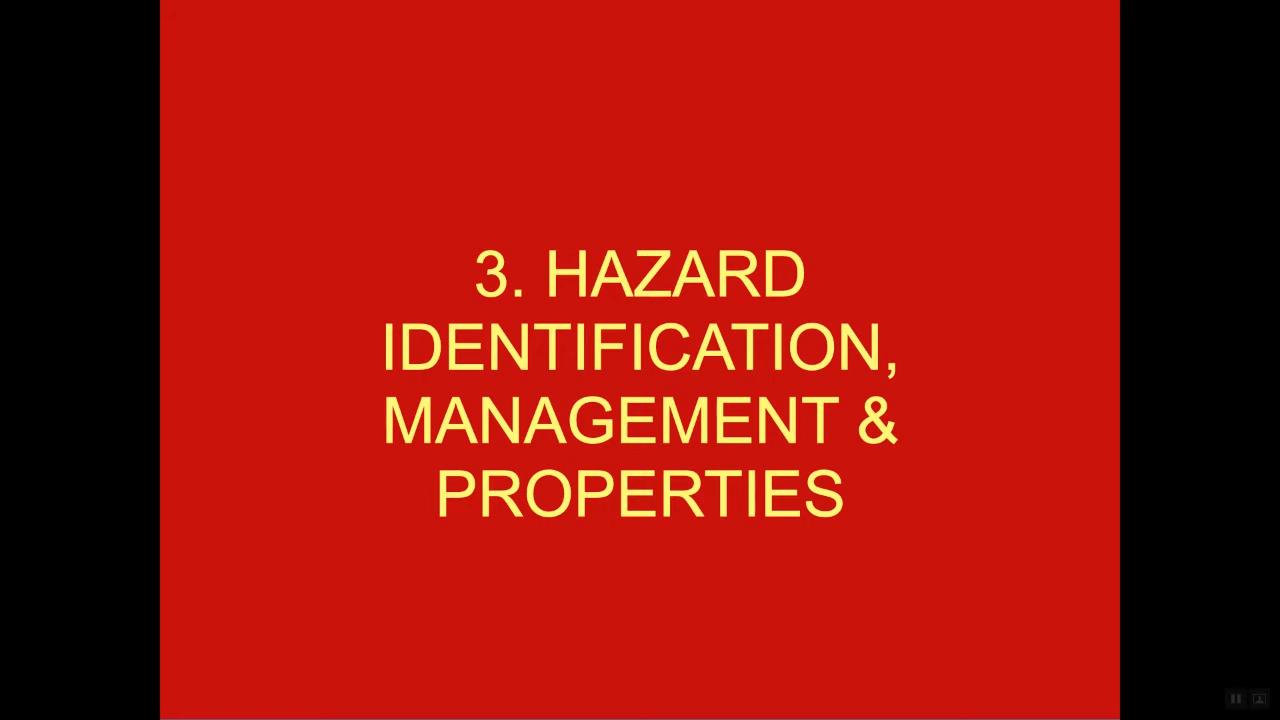 3. HAZARD
IDENTIFICATION,
MANAGEMENT &
PROPERTIES